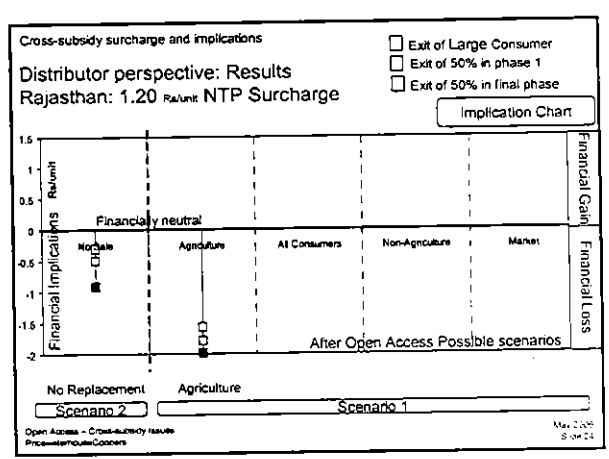 Cross-subsidy surcharge and implications
Distributor perspective: Results
Rajasthan: 1.20 Rs/unit NTP Surcharge
Exit of Large Consumer
Exit of 50% in phase 1
Exit of 50% in final phase
Implication Chart
1.5
1
0.5
0
-0.5
-1
-1.5
-2
Rs/unit
Financial Implications
Financially neutral
No Sale
Agriculture
All Consumers
Non-Agriculture
Market
Financial Gain
Financial Loss
After Open Access Possible scenarios
No Replacement
Agriculture
Scenario 2
Scenario 1
Open Access - Cross-subsidy issues
PricewaterhouseCoopers
Slide 24